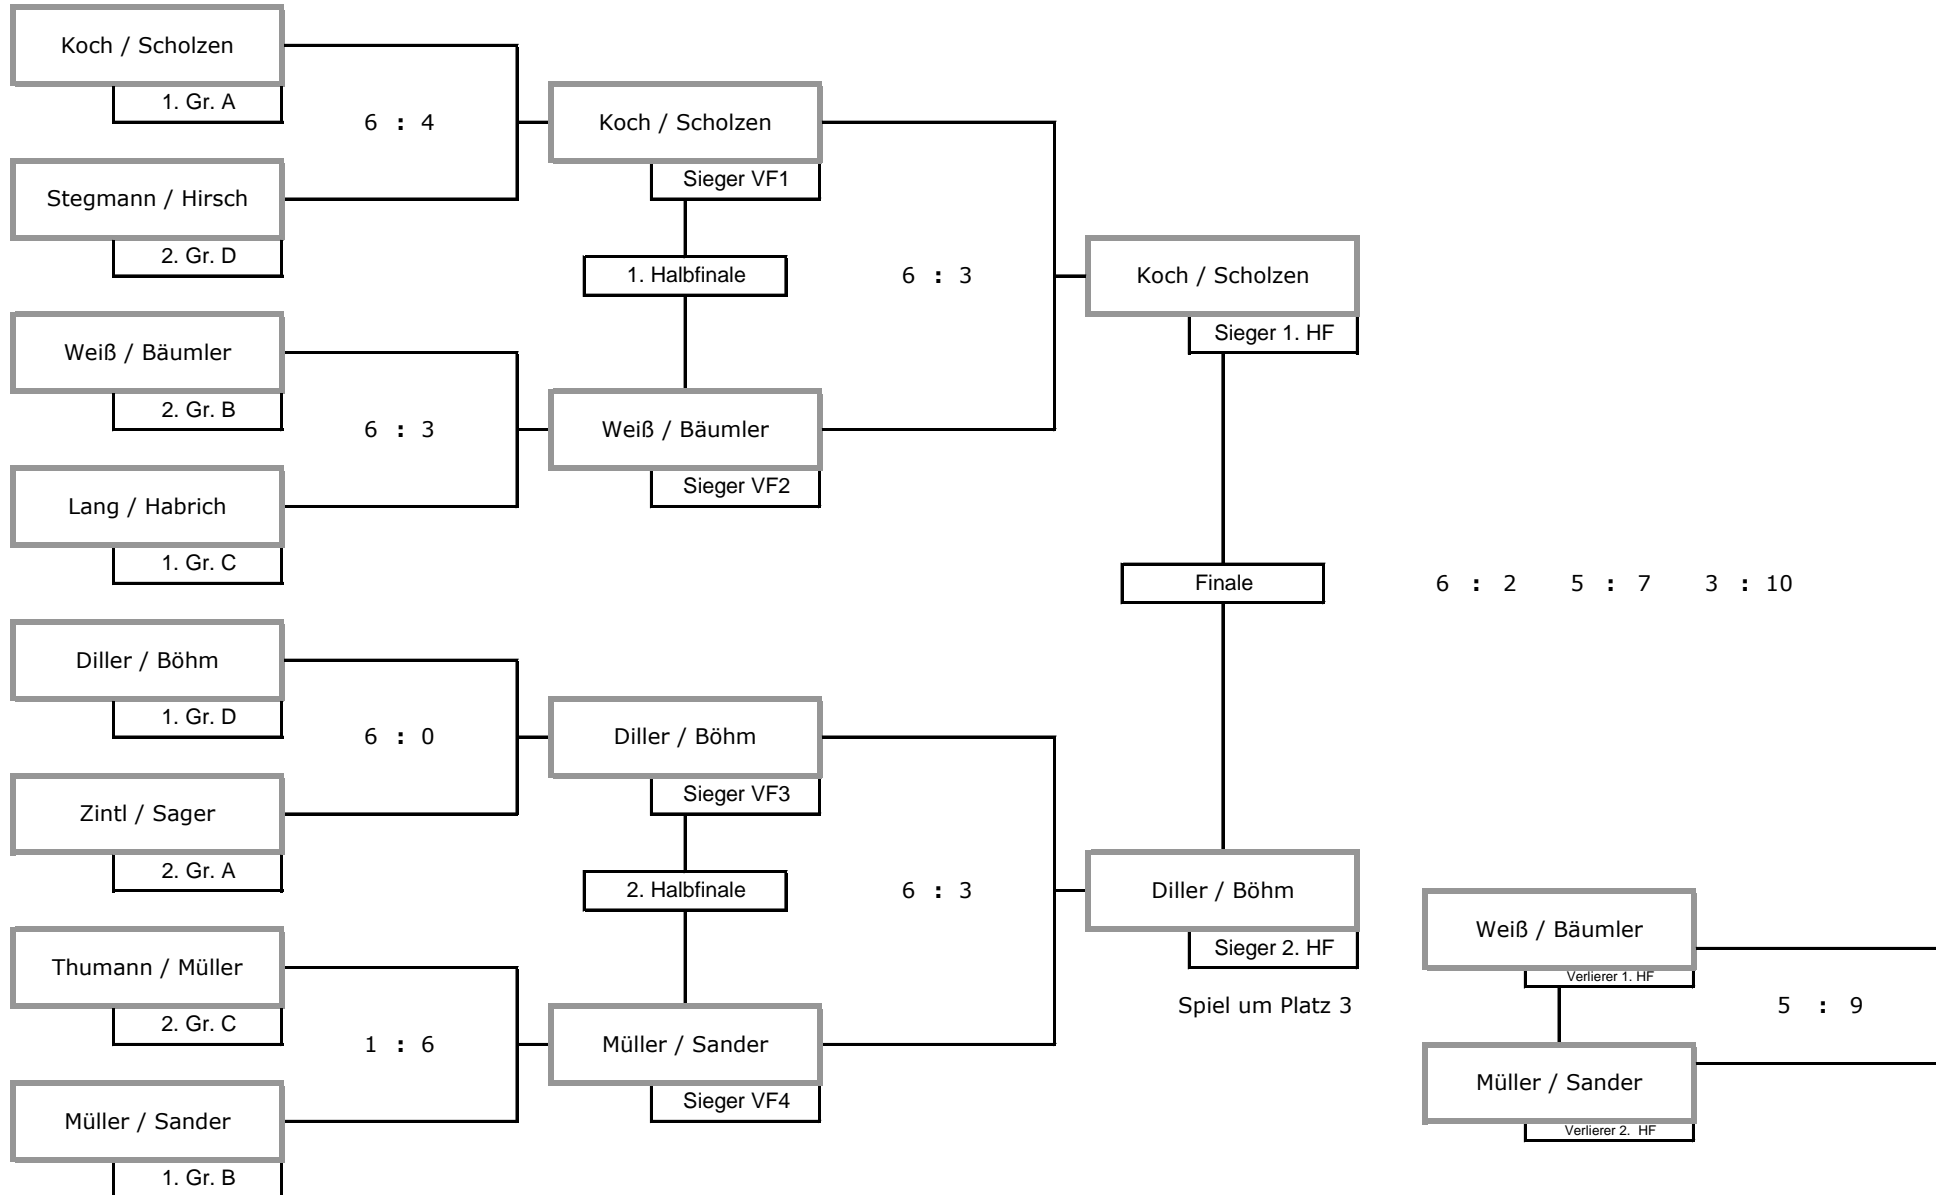 Koch / Scholzen
1. Gr. A
6 : 4
Stegmann / Hirsch
2. Gr. D
Weiß / Bäumler
2. Gr. B
6 : 3
Lang / Habrich
1. Gr. C
Diller / Böhm
1. Gr. D
6 : 0
Zintl / Sager
2. Gr. A
Thumann / Müller
2. Gr. C
1 : 6
Müller / Sander
1. Gr. B
Koch / Scholzen
Sieger VF1
1. Halbfinale
6 : 3
Weiß / Bäumler
Sieger VF2
Diller / Böhm
Sieger VF3
2. Halbfinale
6 : 3
Müller / Sander
Sieger VF4
Koch / Scholzen
Sieger 1. HF
Finale
6 : 2 5 : 7 3 : 10
Diller / Böhm
Sieger 2. HF
Spiel um Platz 3
Weiß / Bäumler
Verlierer 1. HF
5 : 9
Müller / Sander
Verlierer 2. HF